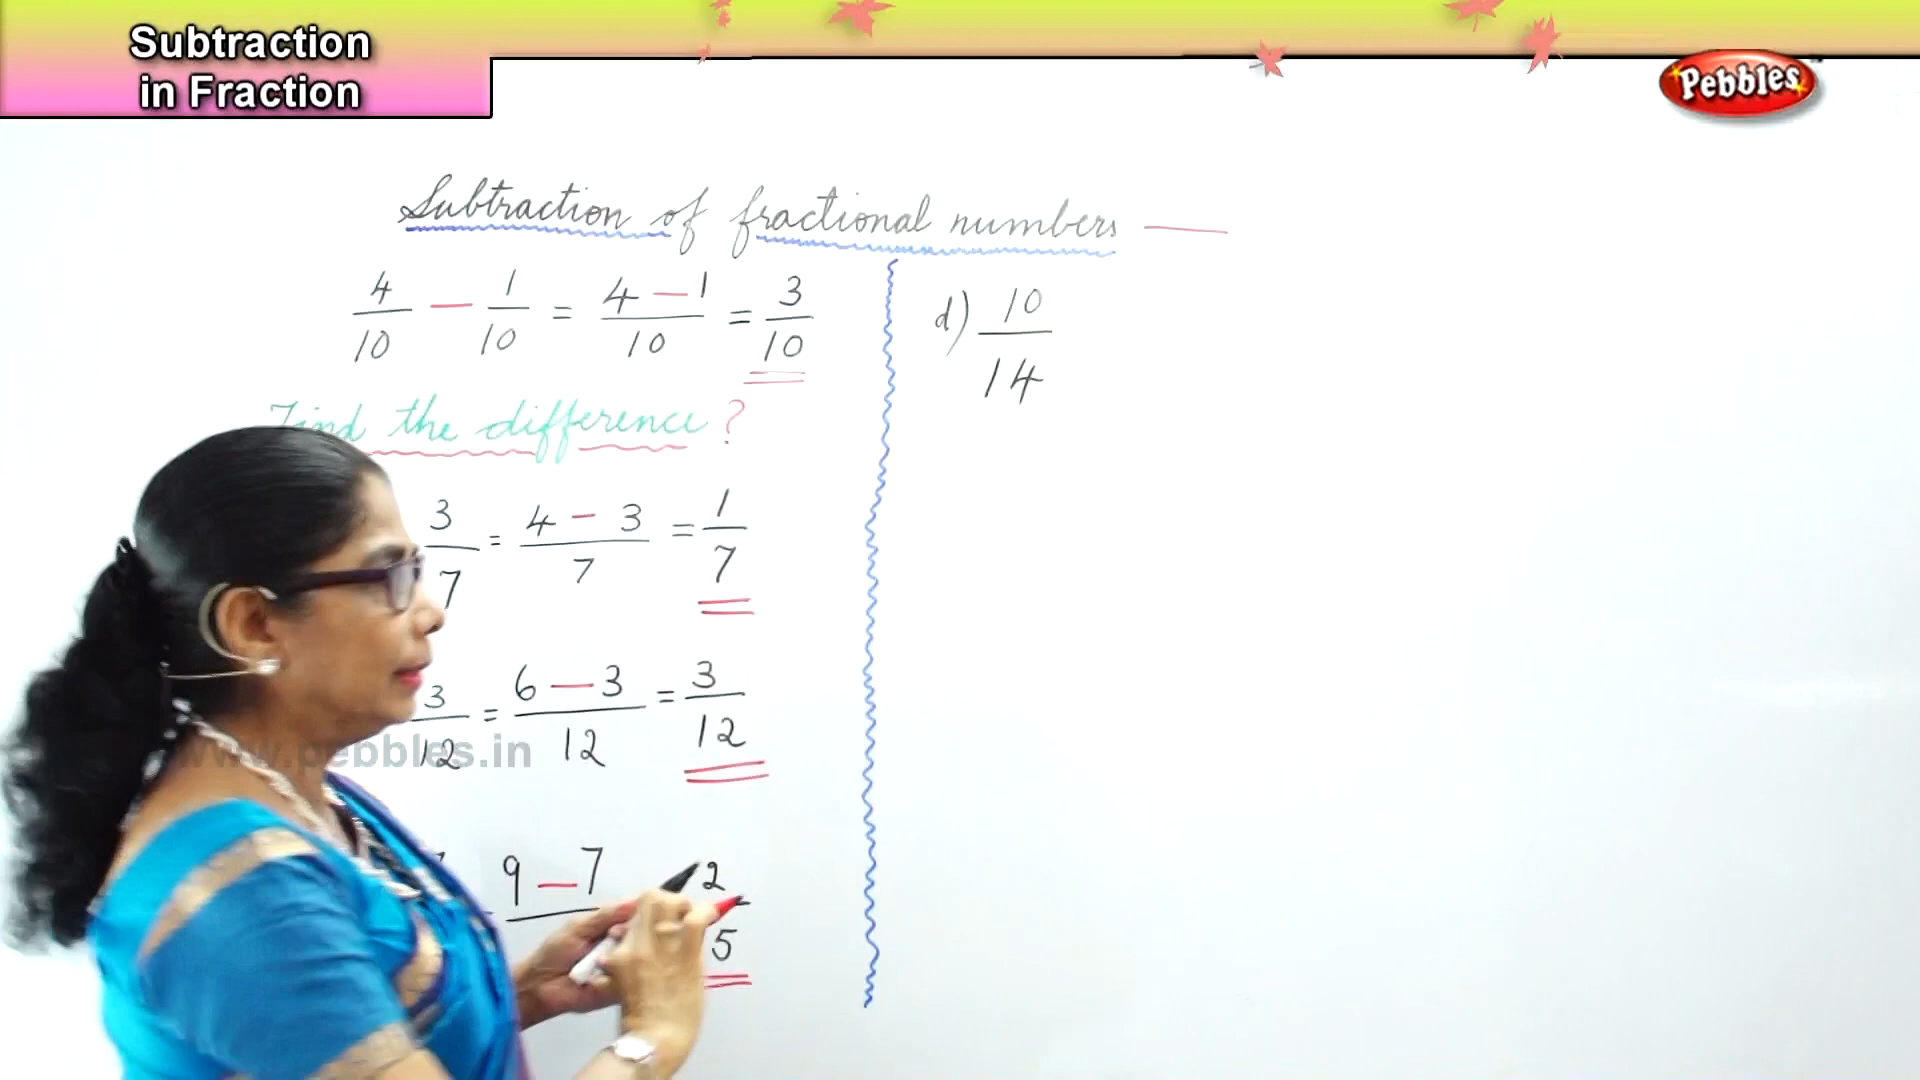 Subtraction
in Fraction
Pebbles
Subtraction of fractional numbers —
4/10 — 1/10 = 4 — 1/10 = 3/10
Find the difference ?
3/7 = 4 — 3/7 = 1/7
3/12 = 6 — 3/12 = 3/12
www.pebbles.in
9 — 7
2
5
d) 10/14